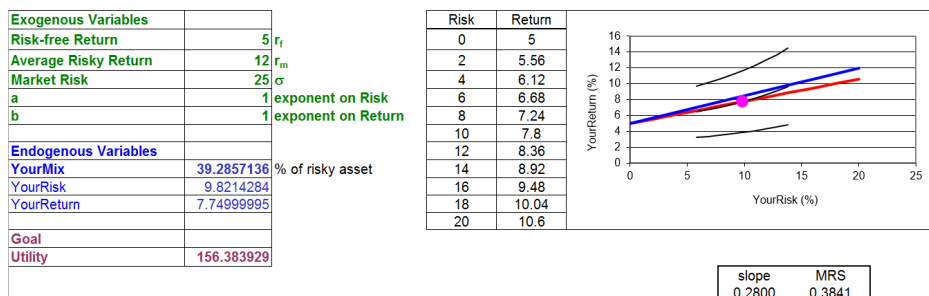 Exogenous Variables
Risk-free Return 5 rf
Average Risky Return 12 rm
Market Risk 25 σ
a 1 exponent on Risk
b 1 exponent on Return
Endogenous Variables
YourMix 39.2857136 % of risky asset
YourRisk 9.8214284
YourReturn 7.74999995
Goal
Utility 156.383929
Risk Return
0 5
2 5.56
4 6.12
6 6.68
8 7.24
10 7.8
12 8.36
14 8.92
16 9.48
18 10.04
20 10.6
YourReturn (%)
16
14
12
10
8
6
4
2
0
0 5 10 15 20 25
YourRisk (%)
slope MRS
0.2800 0.3841